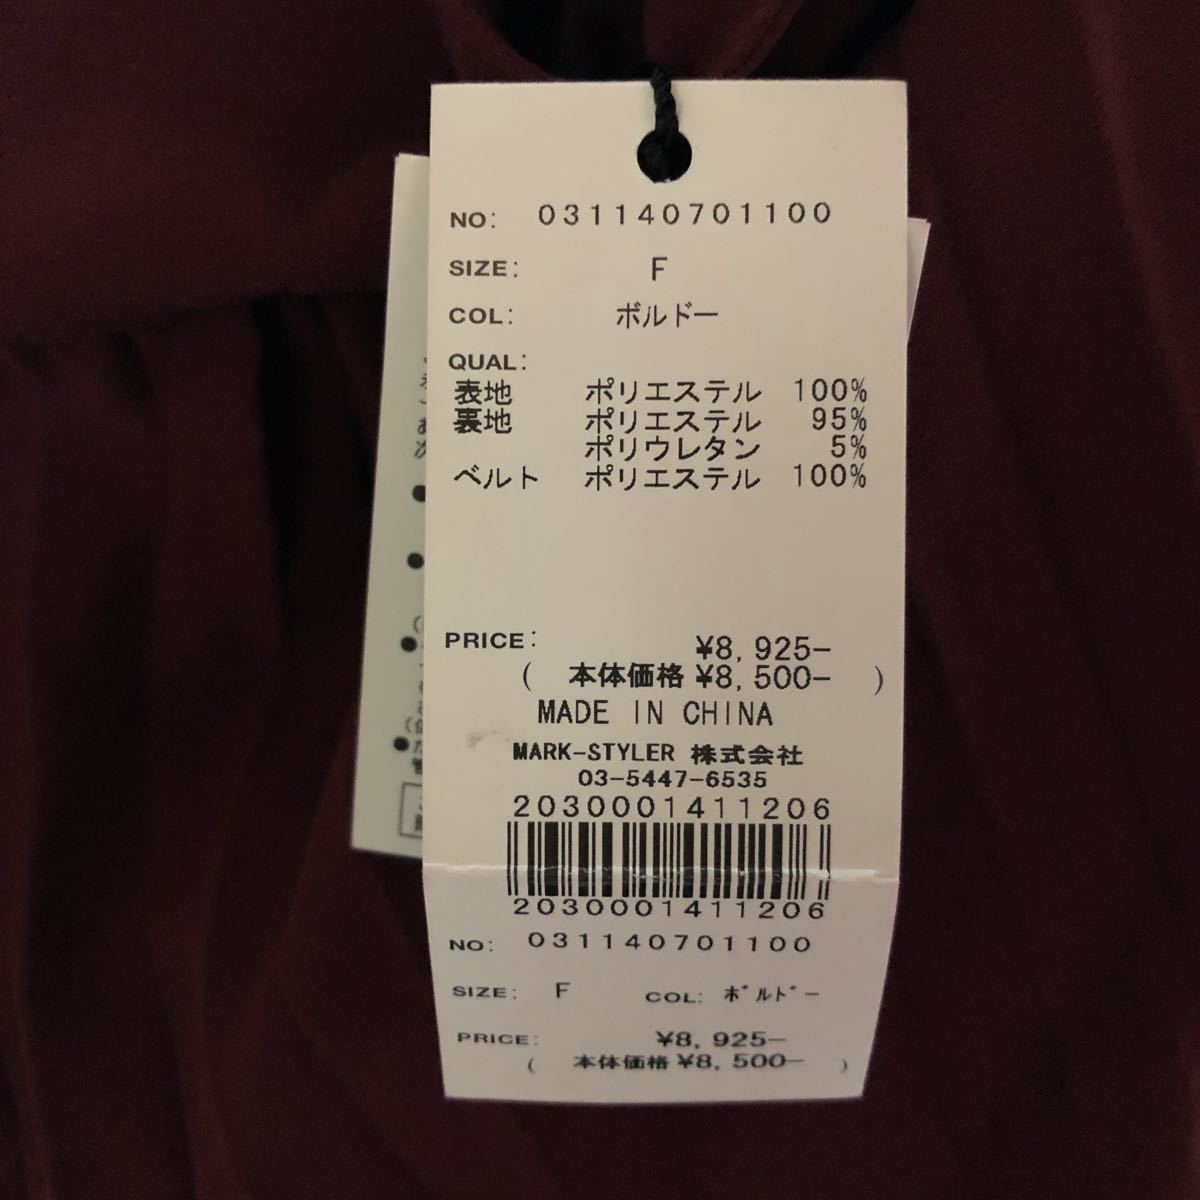 NO: 031140701100
SIZE: F
COL: ボルドー
QUAL:
表地 ポリエステル 100%
裏地 ポリエステル 95%
ポリウレタン 5%
ベルト ポリエステル 100%
PRICE: ¥8,925-
( 本体価格 ¥8,500- )
MADE IN CHINA
MARK-STYLER 株式会社
03-5447-6535
2030001411206
2030001411206
NO: 031140701100
SIZE: F COL: ﾎﾞﾙﾄﾞｰ
PRICE: ¥8,925-
( 本体価格 ¥8,500- )